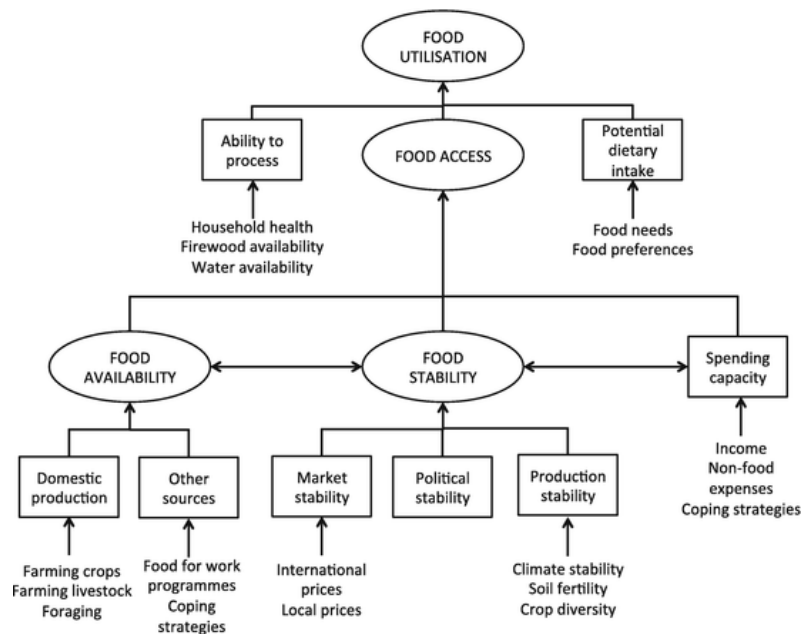 FOOD
UTILISATION
Ability to
process
FOOD ACCESS
Potential
dietary
intake
Household health
Firewood availability
Water availability
Food needs
Food preferences
FOOD
AVAILABILITY
FOOD
STABILITY
Spending
capacity
Income
Non-food
expenses
Coping strategies
Domestic
production
Other
sources
Market
stability
Political
stability
Production
stability
Farming crops
Farming livestock
Foraging
Food for work
programmes
Coping
strategies
International
prices
Local prices
Climate stability
Soil fertility
Crop diversity